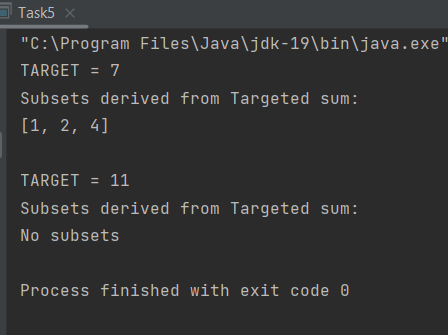 Task5
"C:\Program Files\Java\jdk-19\bin\java.exe"
TARGET = 7
Subsets derived from Targeted sum:
[1, 2, 4]
TARGET = 11
Subsets derived from Targeted sum:
No subsets
Process finished with exit code 0